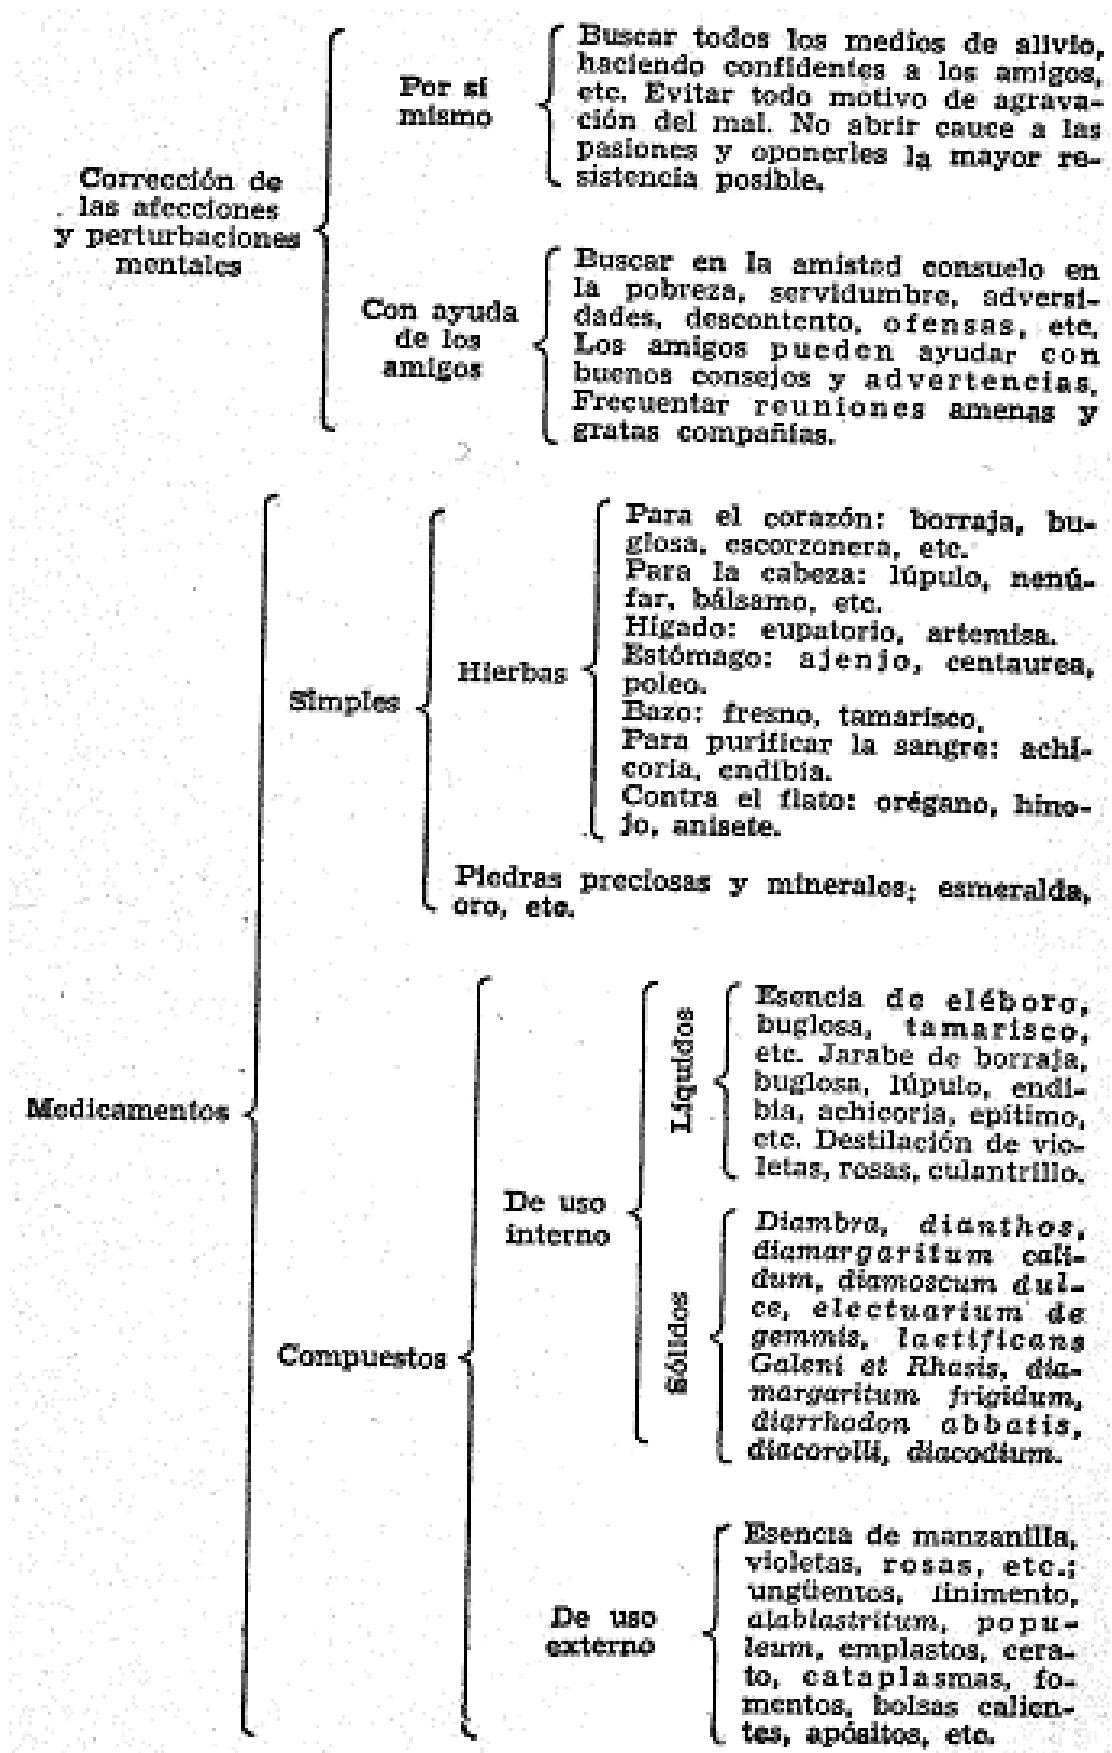 Corrección de
las afecciones
y perturbaciones
mentales
Por sí
mismo
Buscar todos los medios de alivio,
haciendo confidentes a los amigos,
etc. Evitar todo motivo de agrava-
ción del mal. No abrir cauce a las
pasiones y oponerles la mayor re-
sistencia posible.
Con ayuda
de los
amigos
Buscar en la amistad consuelo en
la pobreza, servidumbre, adversi-
dades, descontento, ofensas, etc.
Los amigos pueden ayudar con
buenos consejos y advertencias.
Frecuentar reuniones amenas y
gratas compañías.
Medicamentos
Simples
Hierbas
Para el corazón: borraja, bu-
glosa, escorzonera, etc.
Para la cabeza: lúpulo, nenú-
far, bálsamo, etc.
Hígado: eupatorio, artemisa.
Estómago: ajenjo, centaurea,
poleo.
Bazo: fresno, tamarisco.
Para purificar la sangre: achi-
coria, endibia.
Contra el flato: orégano, hino-
jo, anisete.
Piedras preciosas y minerales: esmeralda,
oro, etc.
Compuestos
De uso
interno
Líquidos
Esencia de eléboro,
buglosa, tamarisco,
etc. Jarabe de borraja,
buglosa, lúpulo, endi-
bia, achicoria, epítimo,
etc. Destilación de vio-
letas, rosas, culantrillo.
Sólidos
Diambra, dianthos,
diamargaritum cali-
dum, diamoscum dul-
ce, electuarium de
gemmis, laetificans
Galeni et Rhasis, dia-
margaritum frigidum,
diarrhodon abbatis,
diacorolli, diacodium.
De uso
externo
Esencia de manzanilla,
violetas, rosas, etc.;
ungüentos, linimento,
alablastritum, popu-
leum, emplastos, cera-
to, cataplasmas, fo-
mentos, bolsas calien-
tes, apósitos, etc.